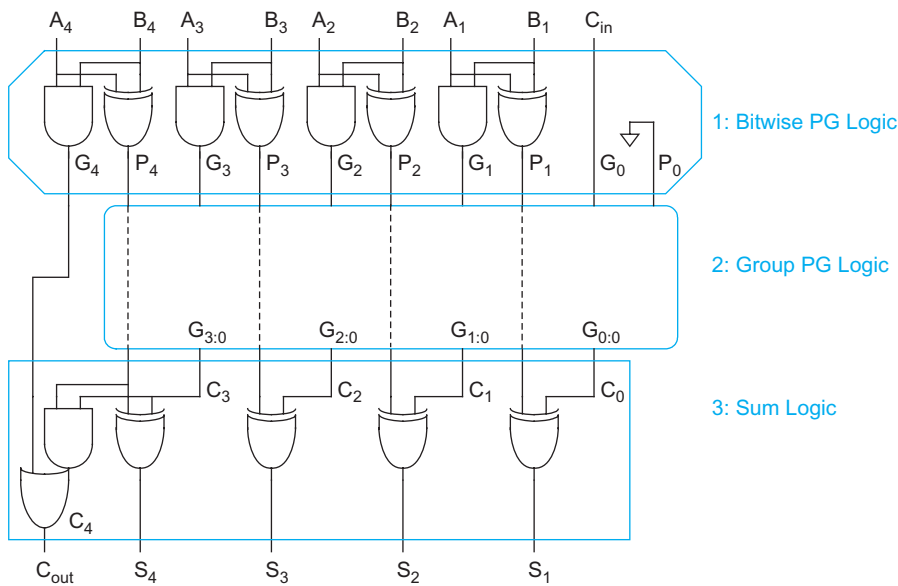 A₄ B₄ A₃ B₃ A₂ B₂ A₁ B₁ C_in
1: Bitwise PG Logic
G₄ P₄ G₃ P₃ G₂ P₂ G₁ P₁ G₀ P₀
2: Group PG Logic
G₃:₀ G₂:₀ G₁:₀ G₀:₀
C₃ C₂ C₁ C₀
3: Sum Logic
C₄
C_out S₄ S₃ S₂ S₁